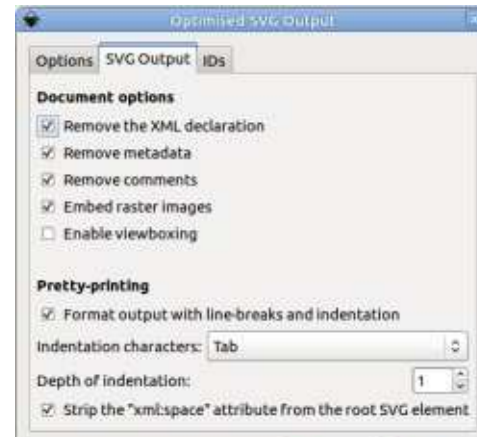 Optimised SVG Output
Options SVG Output IDs
Document options
Remove the XML declaration
Remove metadata
Remove comments
Embed raster images
Enable viewboxing
Pretty-printing
Format output with line-breaks and indentation
Indentation characters: Tab
Depth of indentation: 1
Strip the "xml:space" attribute from the root SVG element